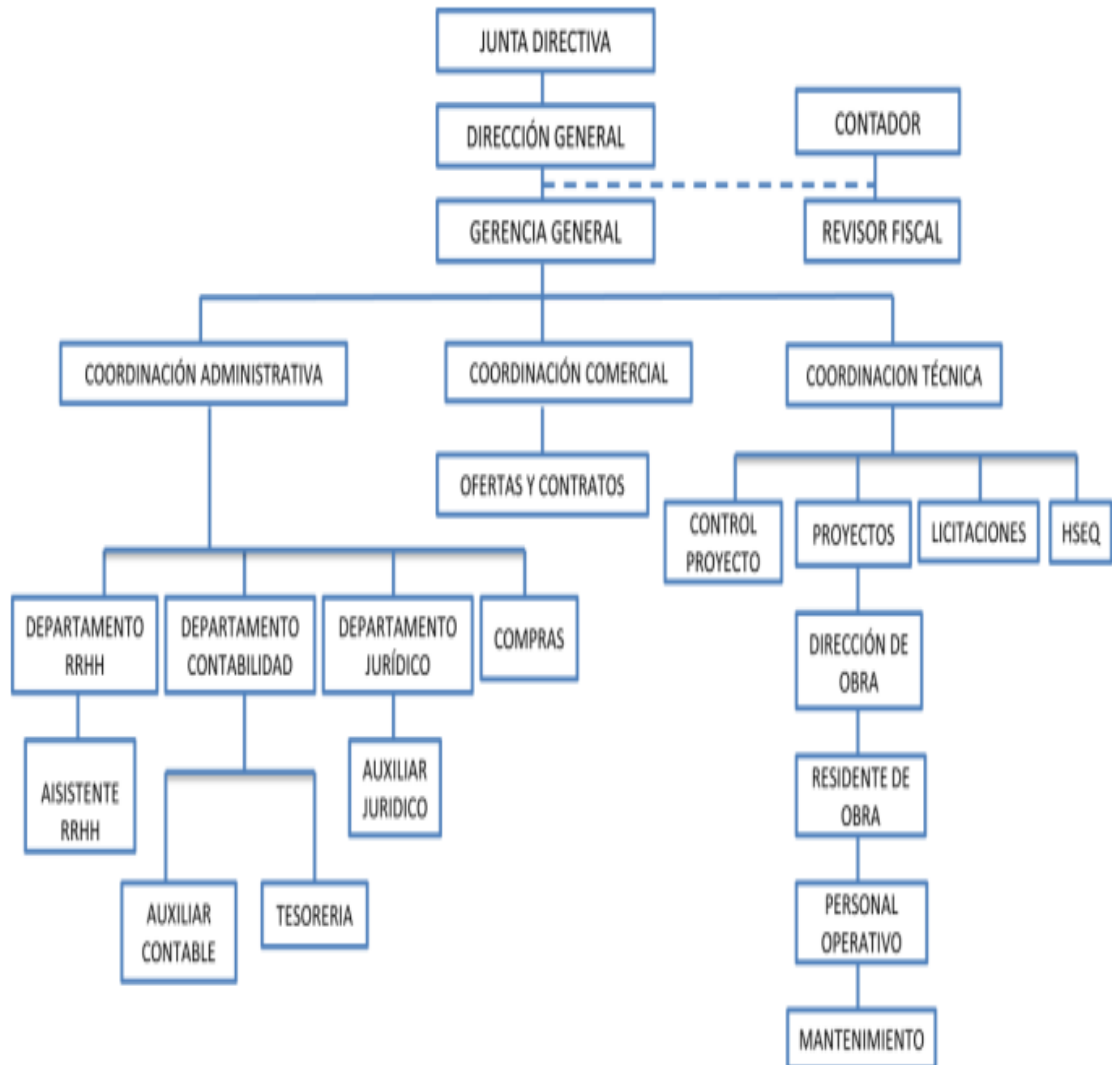 JUNTA DIRECTIVA
DIRECCIÓN GENERAL
CONTADOR
GERENCIA GENERAL
REVISOR FISCAL
COORDINACIÓN ADMINISTRATIVA
COORDINACIÓN COMERCIAL
COORDINACION TÉCNICA
OFERTAS Y CONTRATOS
CONTROL
PROYECTO
PROYECTOS
LICITACIONES
HSEQ
DEPARTAMENTO
RRHH
DEPARTAMENTO
CONTABILIDAD
DEPARTAMENTO
JURÍDICO
COMPRAS
DIRECCIÓN DE
OBRA
AISISTENTE
RRHH
AUXILIAR
JURIDICO
RESIDENTE DE
OBRA
AUXILIAR
CONTABLE
TESORERIA
PERSONAL
OPERATIVO
MANTENIMIENTO